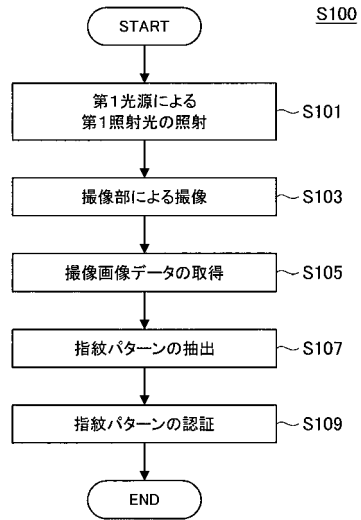 S100
START
第1光源による
第1照射光の照射
S101
撮像部による撮像
S103
撮像画像データの取得
S105
指紋パターンの抽出
S107
指紋パターンの認証
S109
END